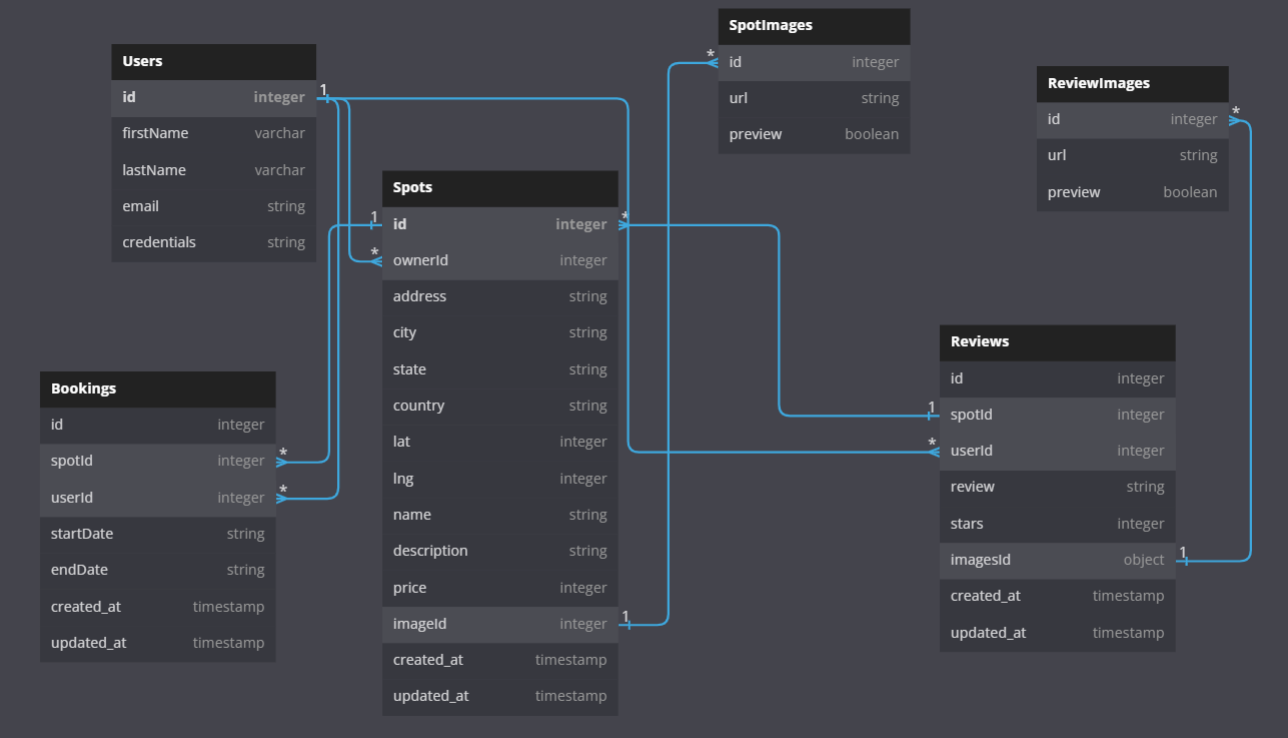 Users
id integer
firstName varchar
lastName varchar
email string
credentials string
1
Bookings
id integer
spotId integer
userId integer
startDate string
endDate string
created_at timestamp
updated_at timestamp
*
*
Spots
id integer
ownerId integer
address string
city string
state string
country string
lat integer
lng integer
name string
description string
price integer
imageId integer
created_at timestamp
updated_at timestamp
1
*
*
1
SpotImages
id integer
url string
preview boolean
*
ReviewImages
id integer
url string
preview boolean
*
Reviews
id integer
spotId integer
userId integer
review string
stars integer
imagesId object
created_at timestamp
updated_at timestamp
1
*
1